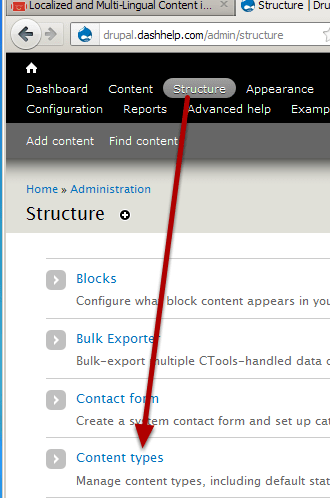 Localized and Multi-Lingual Content i... ×
Structure | Dr
drupal.dashhelp.com/admin/structure
Dashboard Content Structure Appearance
Configuration Reports Advanced help Examp
Add content Find content
Home » Administration
Structure
Blocks
Configure what block content appears in you
Bulk Exporter
Bulk-export multiple CTools-handled data o
Contact form
Create a system contact form and set up cat
Content types
Manage content types, including default stat